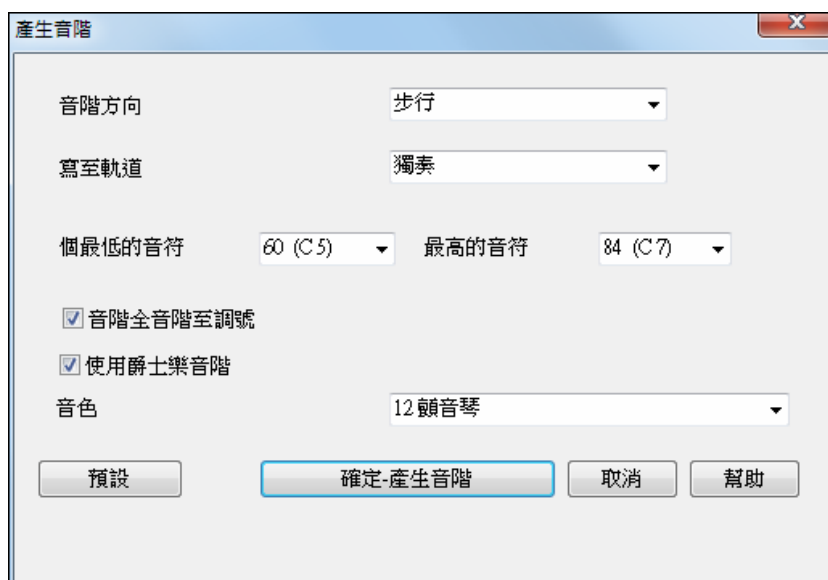 產生音階
音階方向 步行
寫至軌道 獨奏
個最低的音符 60 (C5) 最高的音符 84 (C7)
音階全音階至調號
使用爵士樂音階
音色 12 顫音琴
預設 確定-產生音階 取消 幫助